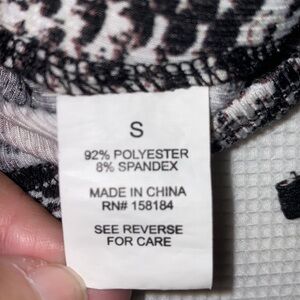 S
92% POLYESTER
8% SPANDEX
MADE IN CHINA
RN# 158184
SEE REVERSE
FOR CARE